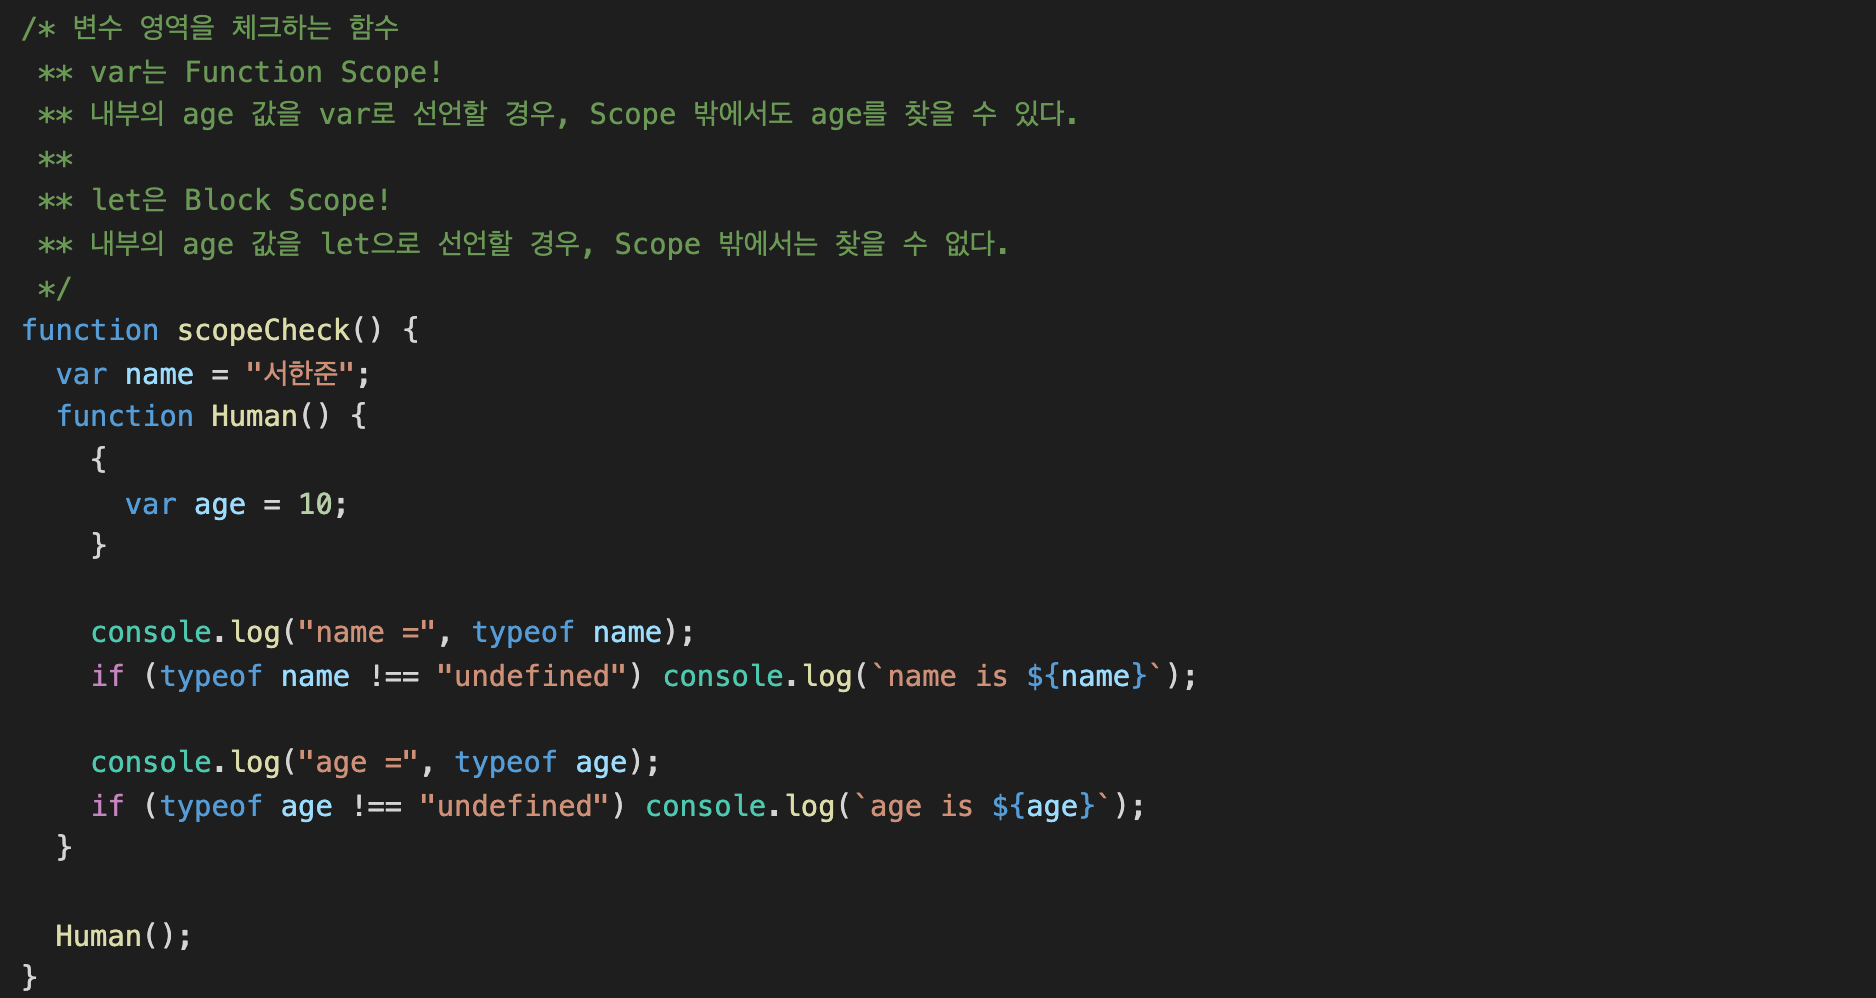 /* 변수 영역을 체크하는 함수
 ** var는 Function Scope!
 ** 내부의 age 값을 var로 선언할 경우, Scope 밖에서도 age를 찾을 수 있다.
 **
 ** let은 Block Scope!
 ** 내부의 age 값을 let으로 선언할 경우, Scope 밖에서는 찾을 수 없다.
 */
function scopeCheck() {
  var name = "서한준";
  function Human() {
    {
      var age = 10;
    }

    console.log("name =", typeof name);
    if (typeof name !== "undefined") console.log(`name is ${name}`);

    console.log("age =", typeof age);
    if (typeof age !== "undefined") console.log(`age is ${age}`);
  }

  Human();
}